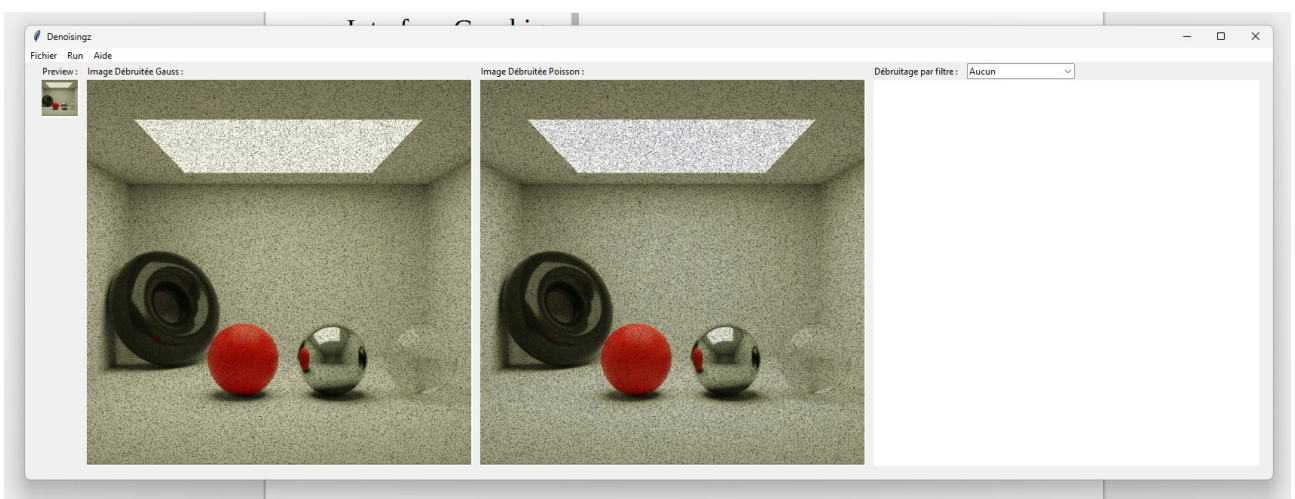 Denoisingz
Fichier Run Aide
Preview : Image Débruitée Gauss : Image Débruitée Poisson : Débruitage par filtre : Aucun